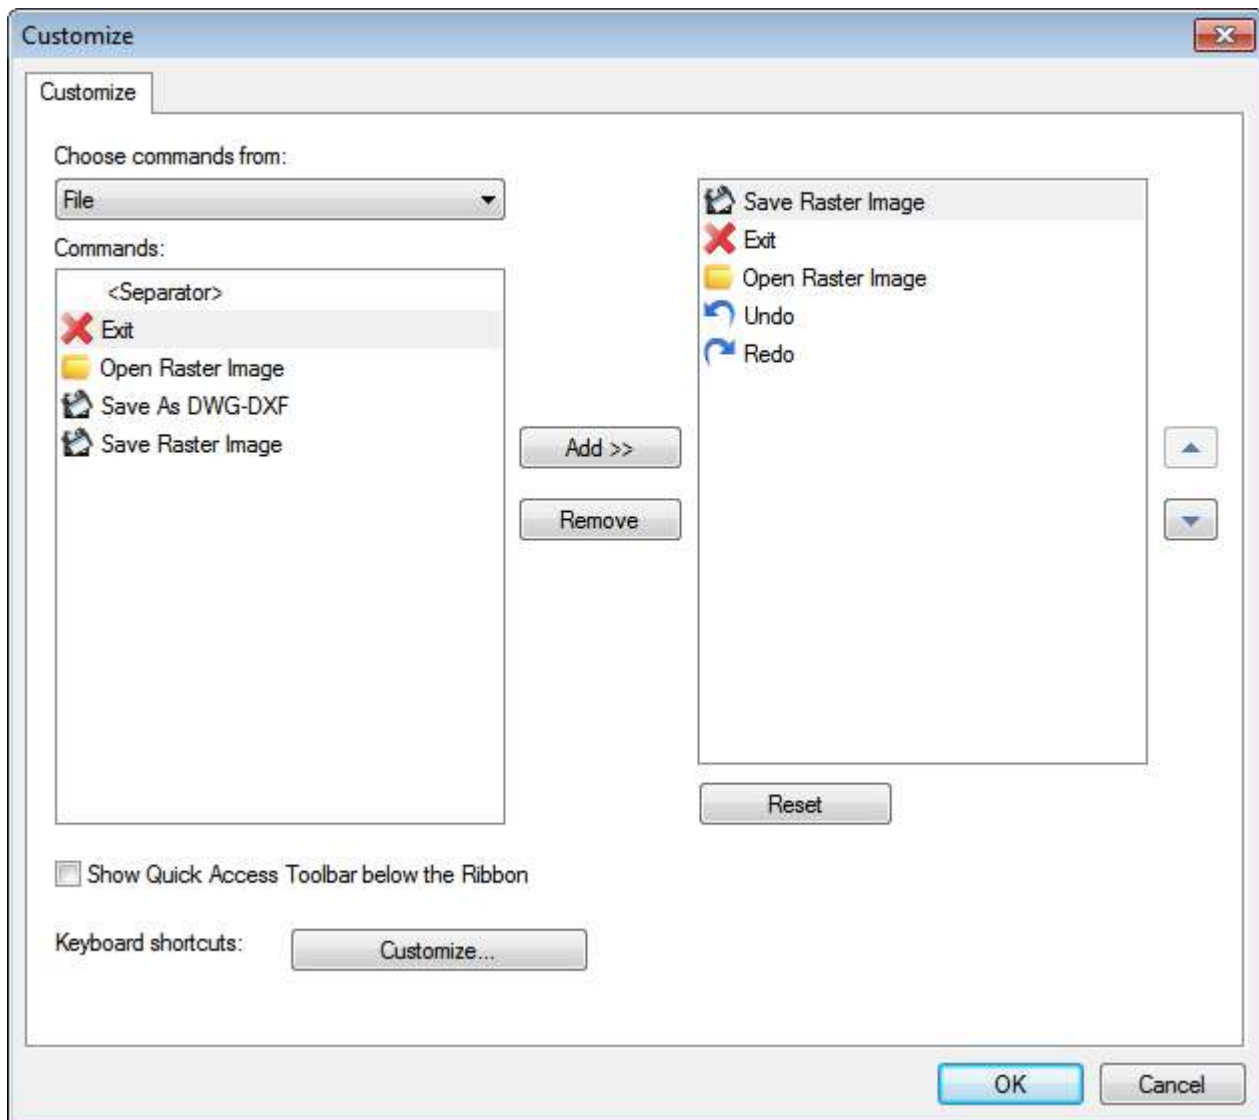 Customize
Customize
Choose commands from:
File
Commands:
<Separator>
Exit
Open Raster Image
Save As DWG-DXF
Save Raster Image
Add >>
Remove
Save Raster Image
Exit
Open Raster Image
Undo
Redo
Reset
Show Quick Access Toolbar below the Ribbon
Keyboard shortcuts:
Customize...
OK
Cancel